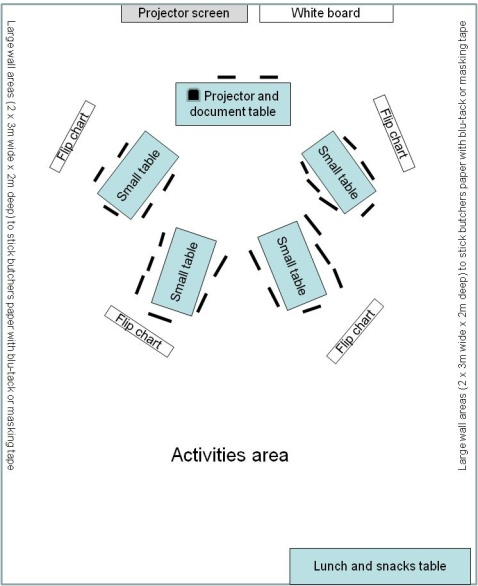 Projector screen
White board
Large wall areas (2 x 3m wide x 2m deep) to stick butchers paper with blu-tack or masking tape
Large wall areas (2 x 3m wide x 2m deep) to stick butchers paper with blu-tack or masking tape
Projector and
document table
Flip chart
Flip chart
Small table
Small table
Small table
Small table
Flip chart
Flip chart
Activities area
Lunch and snacks table